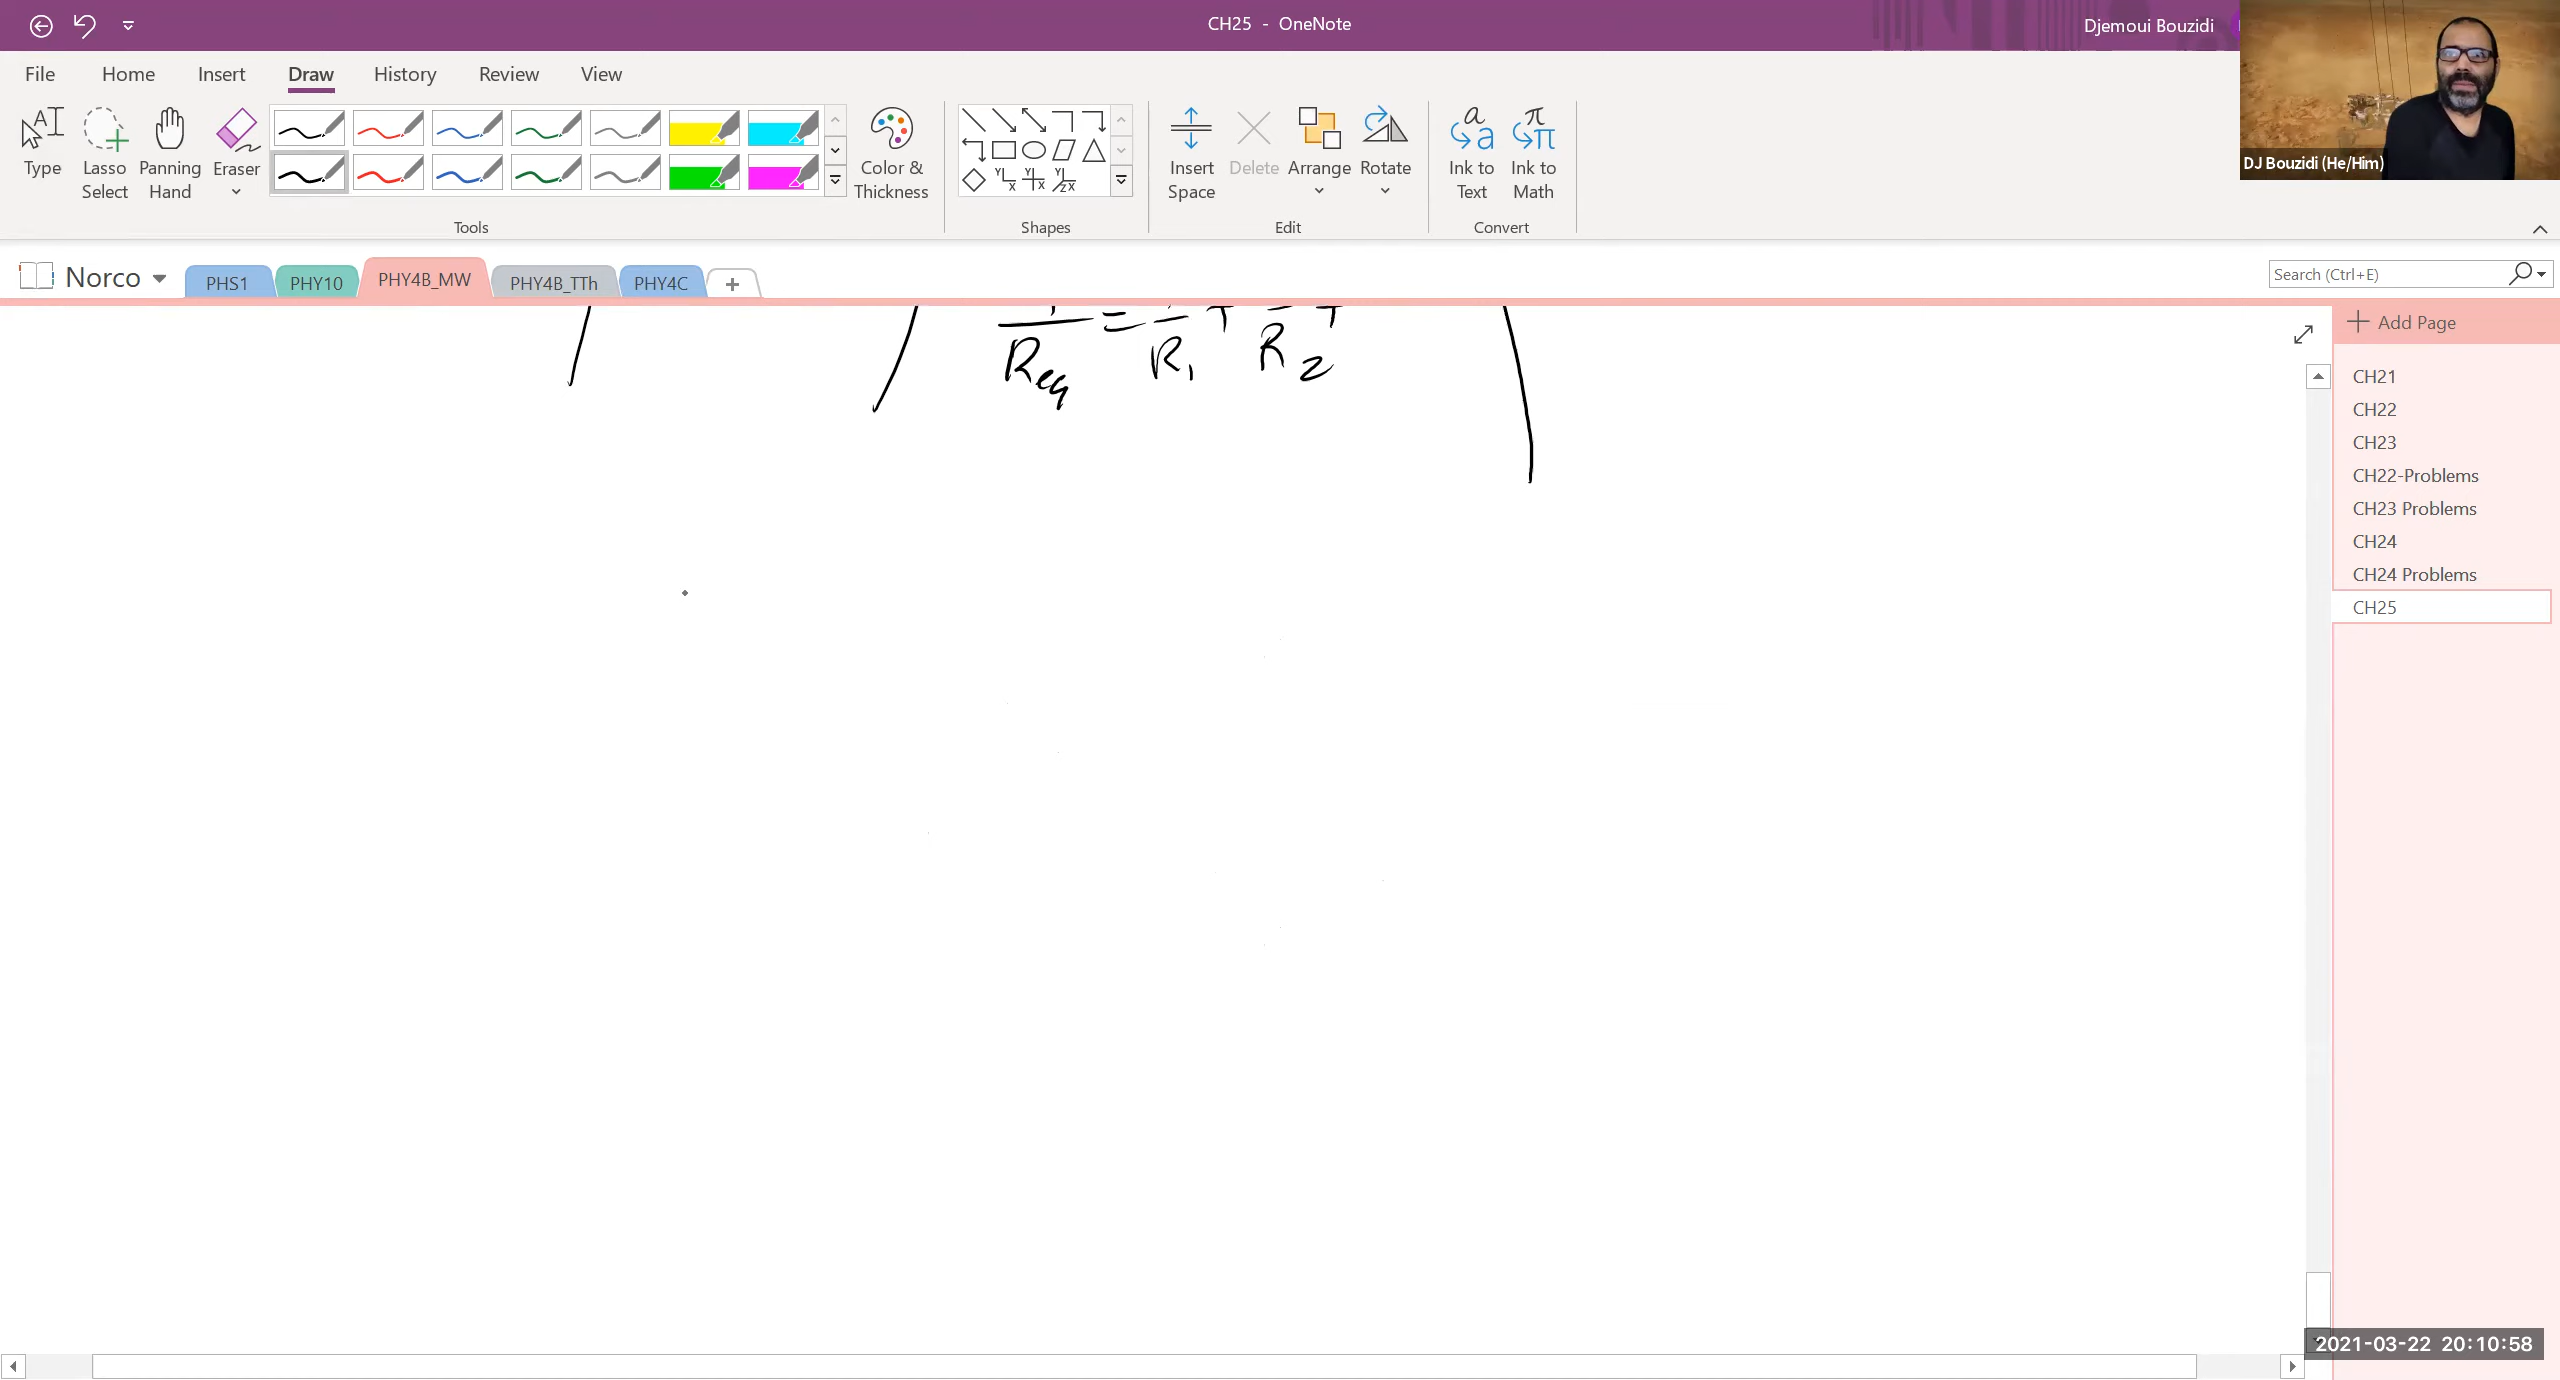 CH25 - OneNote
Djemoui Bouzidi
File Home Insert Draw History Review View
Type
Lasso Select
Panning Hand
Eraser
Color & Thickness
Insert Space
Delete
Arrange
Rotate
Ink to Text
Ink to Math
Tools
Shapes
Edit
Convert
DJ Bouzidi (He/Him)
Norco
PHS1 PHY10 PHY4B_MW PHY4B_TTh PHY4C
Search (Ctrl+E)
Add Page
CH21
CH22
CH23
CH22-Problems
CH23 Problems
CH24
CH24 Problems
CH25
= + +
Req R1 R2
2021-03-22 20:10:58